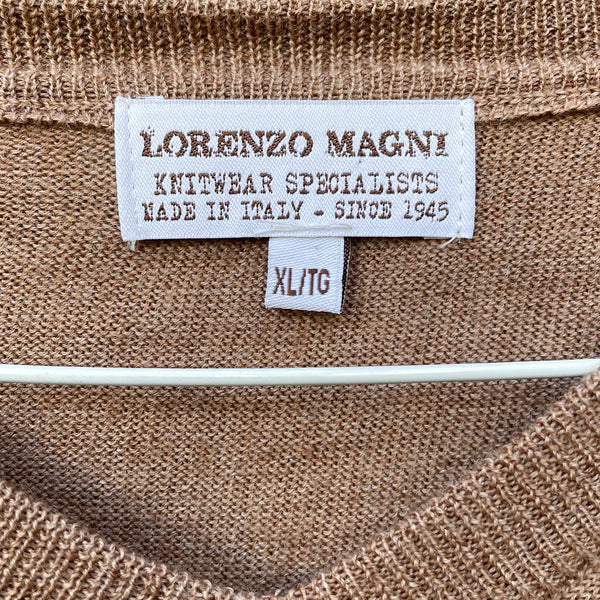 LORENZO MAGNI
KNITWEAR SPECIALISTS
MADE IN ITALY - SINCE 1945
XL/TG